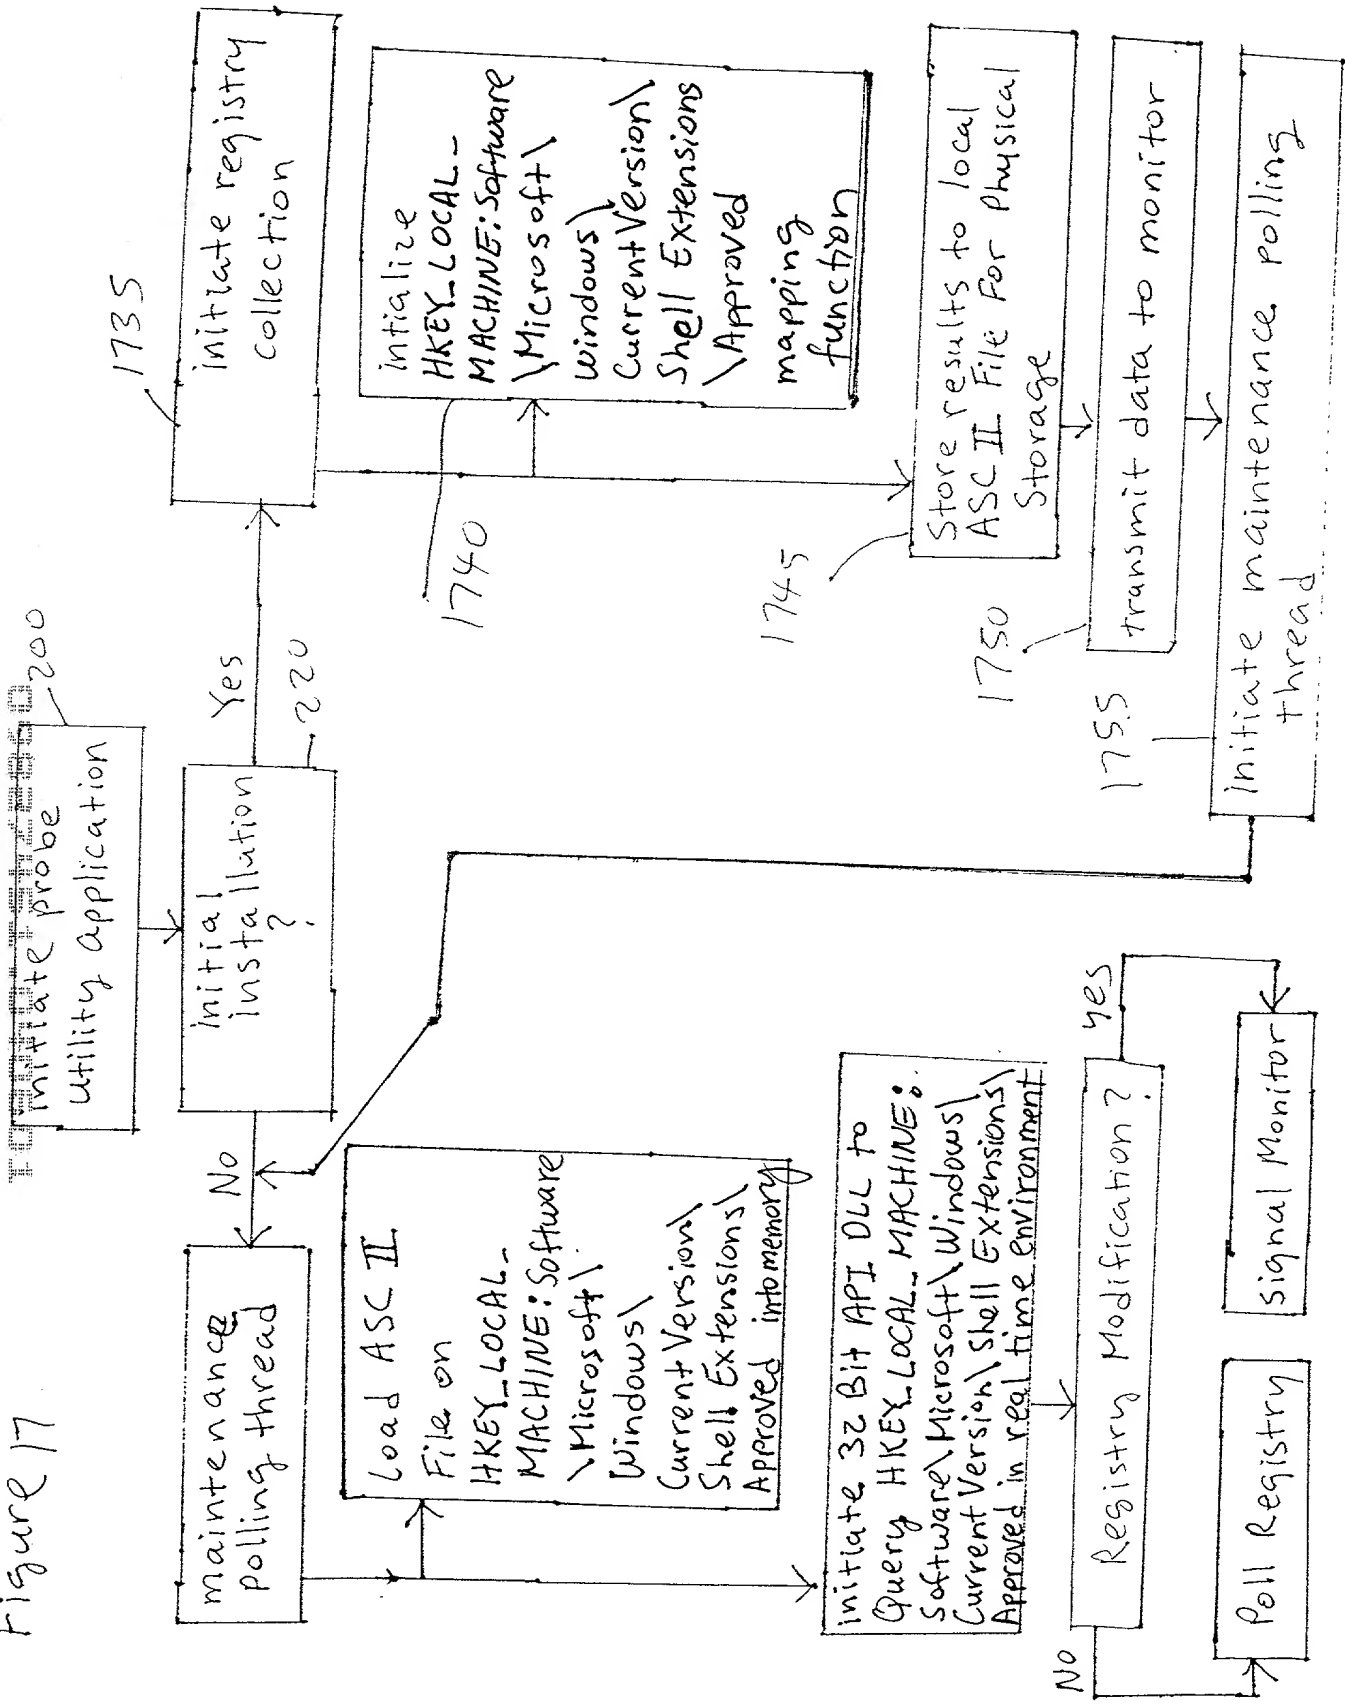 Figure 17
initiate probe
utility application
200
initial
installation
?
220
Yes
No
1735
initiate registry
collection
1740
intialize
HKEY_LOCAL_
MACHINE:Software
\Microsoft\
Windows\
CurrentVersion\
Shell Extensions
\Approved
mapping
function
1745
Store results to local
ASC II File For Physical
Storage
1750
transmit data to monitor
1755
initiate maintenance polling
thread
maintenance
polling thread
Load ASC II
File on
HKEY_LOCAL_
MACHINE:Software
\Microsoft\
Windows\
CurrentVersion\
Shell Extensions\
Approved into memory
initiate 32 Bit API DLL to
Query HKEY_LOCAL_MACHINE:
Software\Microsoft\Windows\
CurrentVersion\Shell Extensions\
Approved in real time environment
Registry Modification?
yes
No
Signal Monitor
Poll Registry